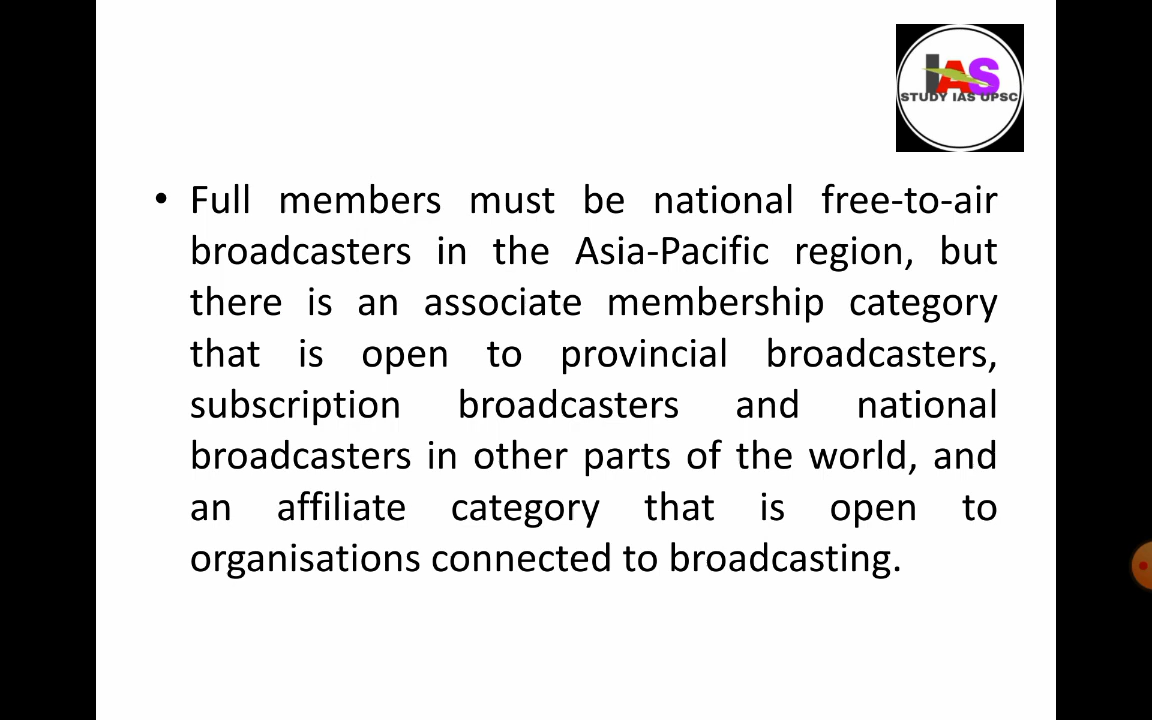 IAS
STUDY IAS UPSC
• Full members must be national free-to-air
broadcasters in the Asia-Pacific region, but
there is an associate membership category
that is open to provincial broadcasters,
subscription broadcasters and national
broadcasters in other parts of the world, and
an affiliate category that is open to
organisations connected to broadcasting.